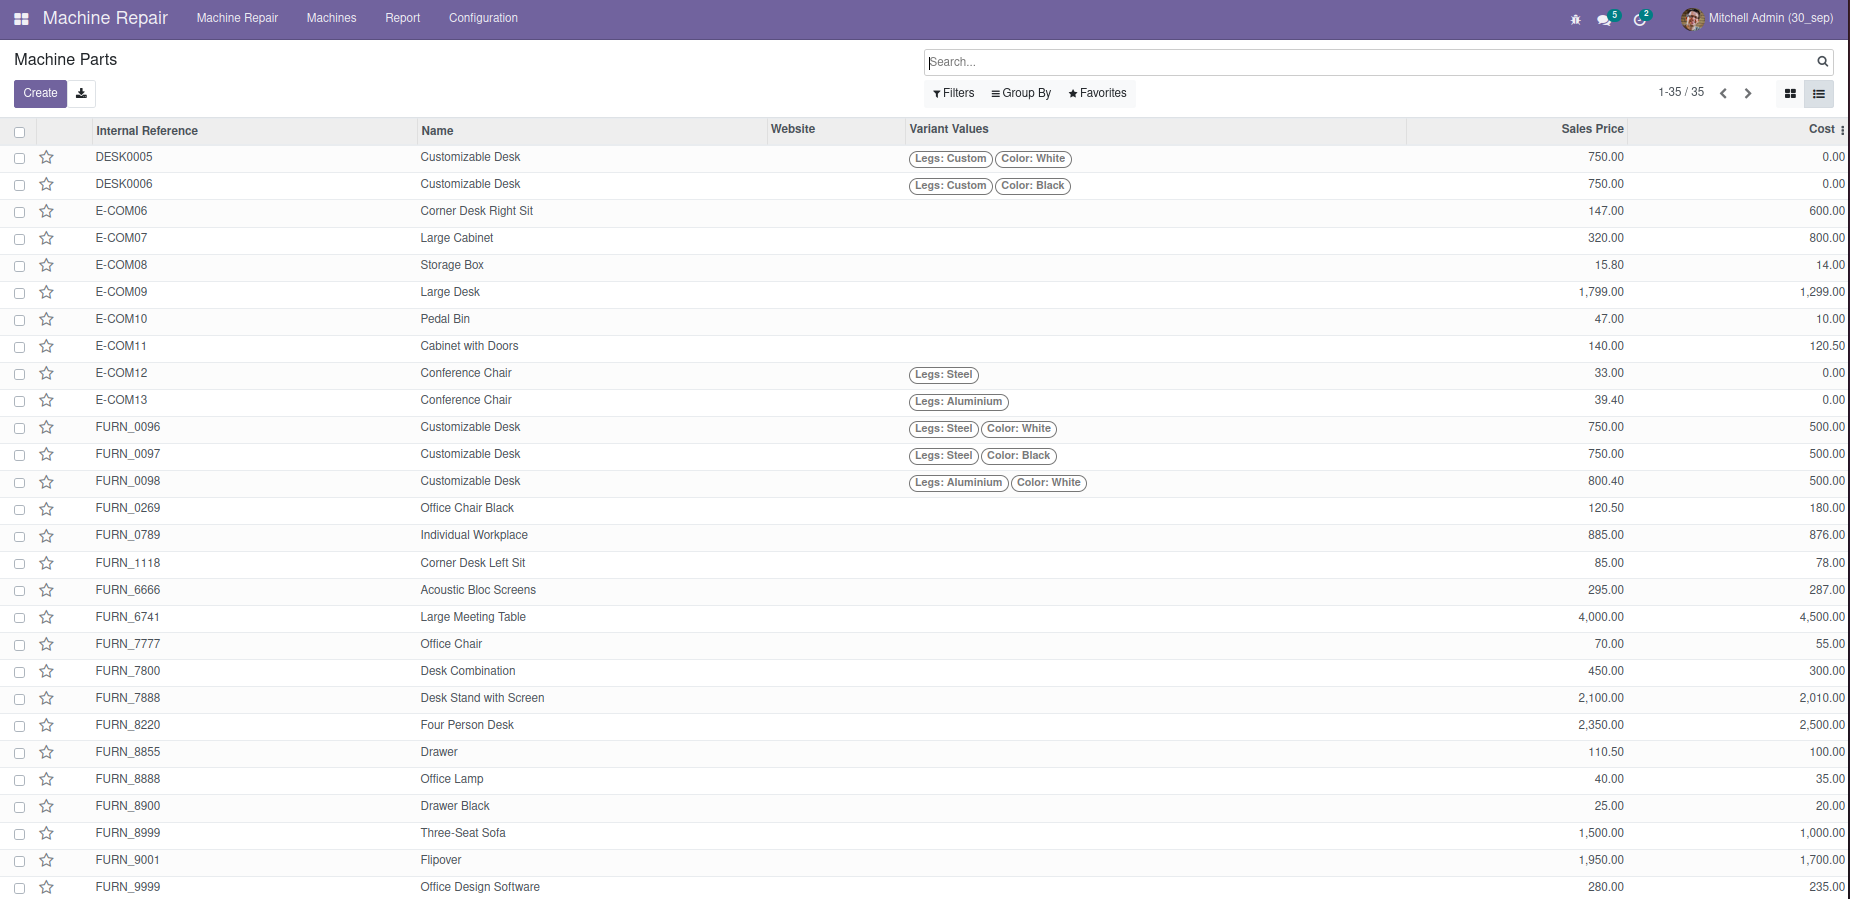 Machine Repair Machine Repair Machines Report Configuration 5 2 Mitchell Admin (30_sep)
Machine Parts Search...
Create Filters Group By Favorites 1-35 / 35
Internal Reference Name Website Variant Values Sales Price Cost
DESK0005 Customizable Desk Legs: Custom Color: White 750.00 0.00
DESK0006 Customizable Desk Legs: Custom Color: Black 750.00 0.00
E-COM06 Corner Desk Right Sit 147.00 600.00
E-COM07 Large Cabinet 320.00 800.00
E-COM08 Storage Box 15.80 14.00
E-COM09 Large Desk 1,799.00 1,299.00
E-COM10 Pedal Bin 47.00 10.00
E-COM11 Cabinet with Doors 140.00 120.50
E-COM12 Conference Chair Legs: Steel 33.00 0.00
E-COM13 Conference Chair Legs: Aluminium 39.40 0.00
FURN_0096 Customizable Desk Legs: Steel Color: White 750.00 500.00
FURN_0097 Customizable Desk Legs: Steel Color: Black 750.00 500.00
FURN_0098 Customizable Desk Legs: Aluminium Color: White 800.40 500.00
FURN_0269 Office Chair Black 120.50 180.00
FURN_0789 Individual Workplace 885.00 876.00
FURN_1118 Corner Desk Left Sit 85.00 78.00
FURN_6666 Acoustic Bloc Screens 295.00 287.00
FURN_6741 Large Meeting Table 4,000.00 4,500.00
FURN_7777 Office Chair 70.00 55.00
FURN_7800 Desk Combination 450.00 300.00
FURN_7888 Desk Stand with Screen 2,100.00 2,010.00
FURN_8220 Four Person Desk 2,350.00 2,500.00
FURN_8855 Drawer 110.50 100.00
FURN_8888 Office Lamp 40.00 35.00
FURN_8900 Drawer Black 25.00 20.00
FURN_8999 Three-Seat Sofa 1,500.00 1,000.00
FURN_9001 Flipover 1,950.00 1,700.00
FURN_9999 Office Design Software 280.00 235.00